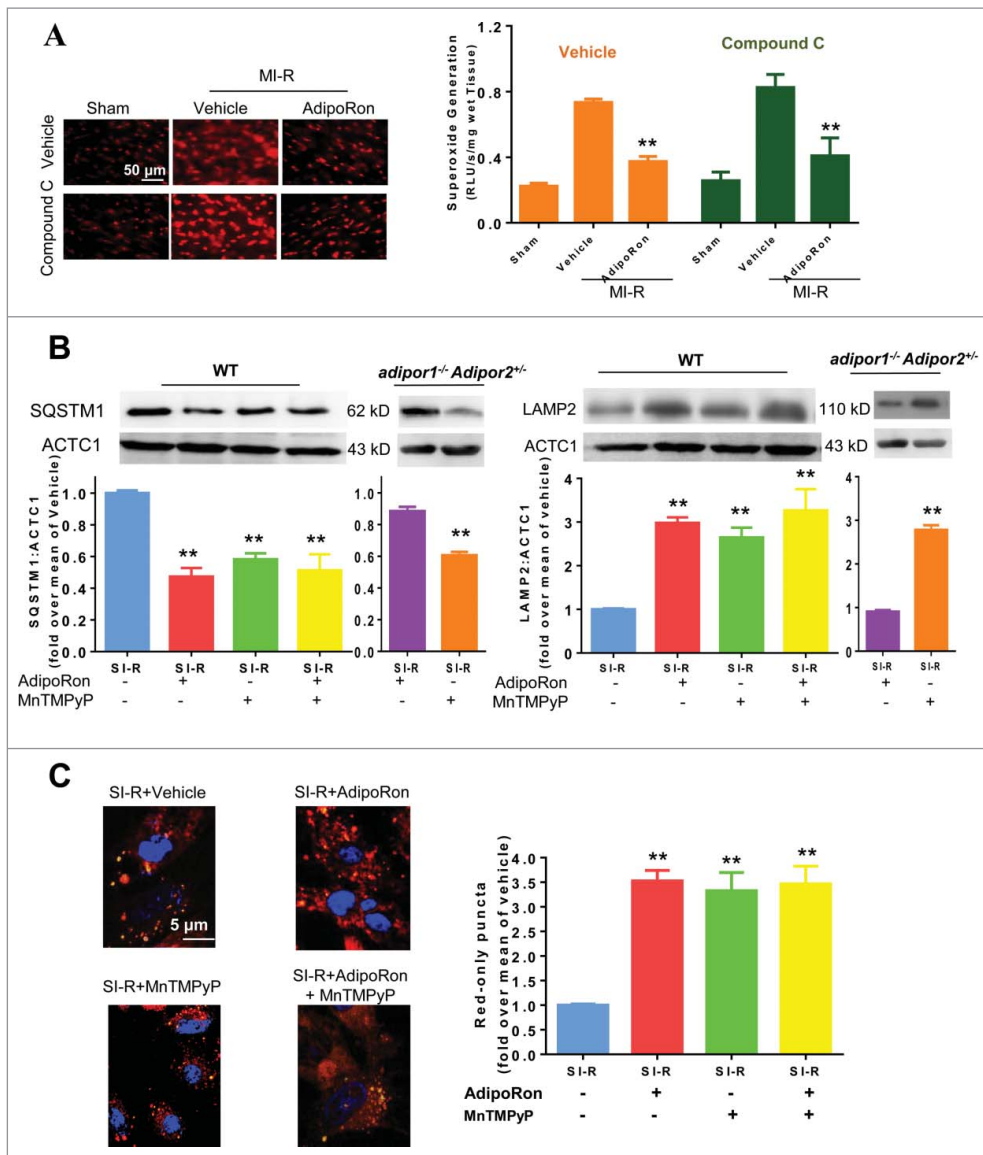 A
MI-R
Sham
Vehicle
AdipoRon
Vehicle
50 µm
Compound C
Superoxide Generation
(RLU/s/mg wet Tissue)
1.2
0.8
0.4
0.0
Vehicle
Compound C
**
**
Sham
Vehicle
AdipoRon
Sham
Vehicle
AdipoRon
MI-R
MI-R
B
WT
adipor1-/- Adipor2+/-
SQSTM1
62 kD
ACTC1
43 kD
SQSTM1:ACTC1
(fold over mean of Vehicle)
1.0
0.8
0.6
0.4
0.2
0.0
** ** **
SI-R SI-R SI-R SI-R
1.0
0.8
0.6
0.4
0.2
0.0
**
SI-R SI-R
AdipoRon - + - + + -
MnTMPyP - - + + - +
WT
adipor1-/- Adipor2+/-
LAMP2
110 kD
ACTC1
43 kD
LAMP2:ACTC1
(fold over mean of vehicle)
4
3
2
1
0
** ** **
SI-R SI-R SI-R SI-R
4
3
2
1
0
**
SI-R SI-R
AdipoRon - + - + + -
MnTMPyP - - + + - +
C
SI-R+Vehicle
5 µm
SI-R+AdipoRon
SI-R+MnTMPyP
SI-R+AdipoRon
+ MnTMPyP
Red-only puncta
(fold over mean of vehicle)
4.0
3.5
3.0
2.5
2.0
1.5
1.0
0.5
0.0
** ** **
SI-R SI-R SI-R SI-R
AdipoRon - + - +
MnTMPyP - - + +